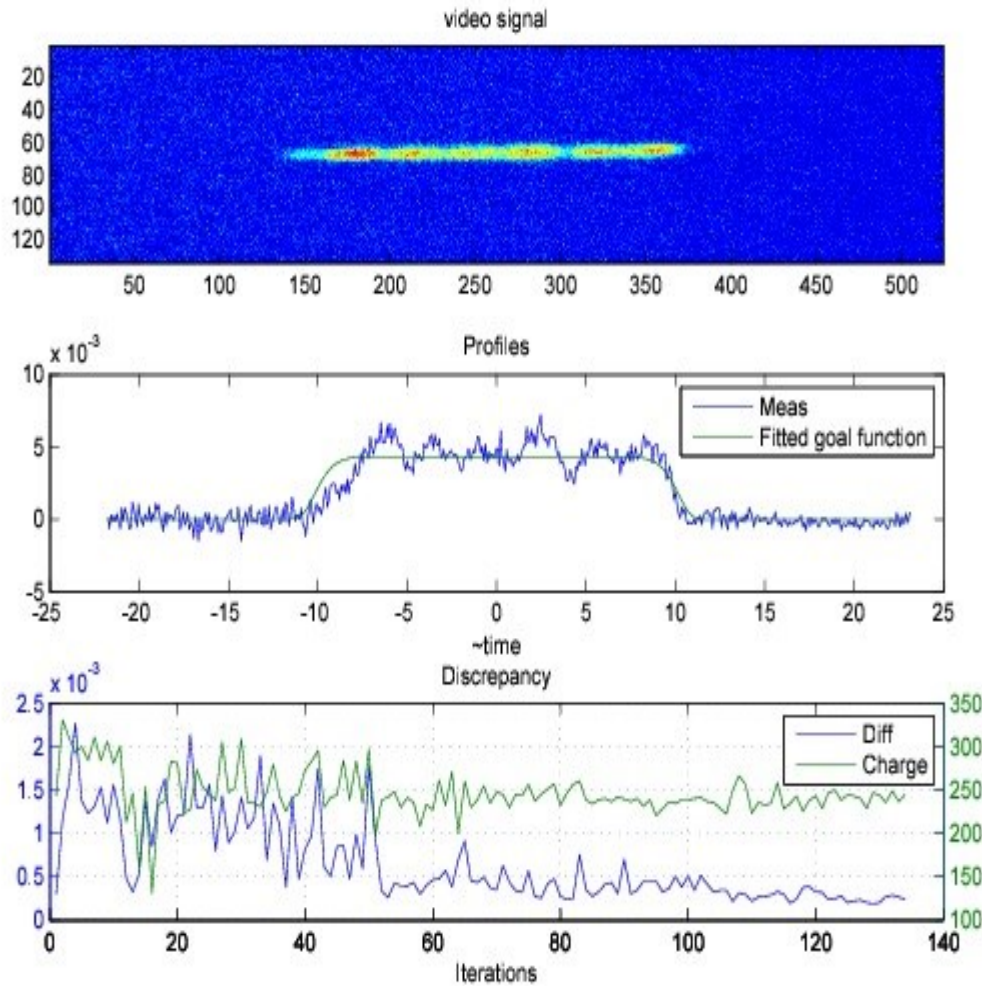 video signal
20
40
60
80
100
120
50 100 150 200 250 300 350 400 450 500
x 10⁻³
Profiles
10
5
0
-5
Meas
Fitted goal function
-25 -20 -15 -10 -5 0 5 10 15 20 25
~time
x 10⁻³
Discrepancy
2.5 350
2 300
1.5 250
1 200
0.5 150
0 100
Diff
Charge
0 20 40 60 80 100 120 140
Iterations